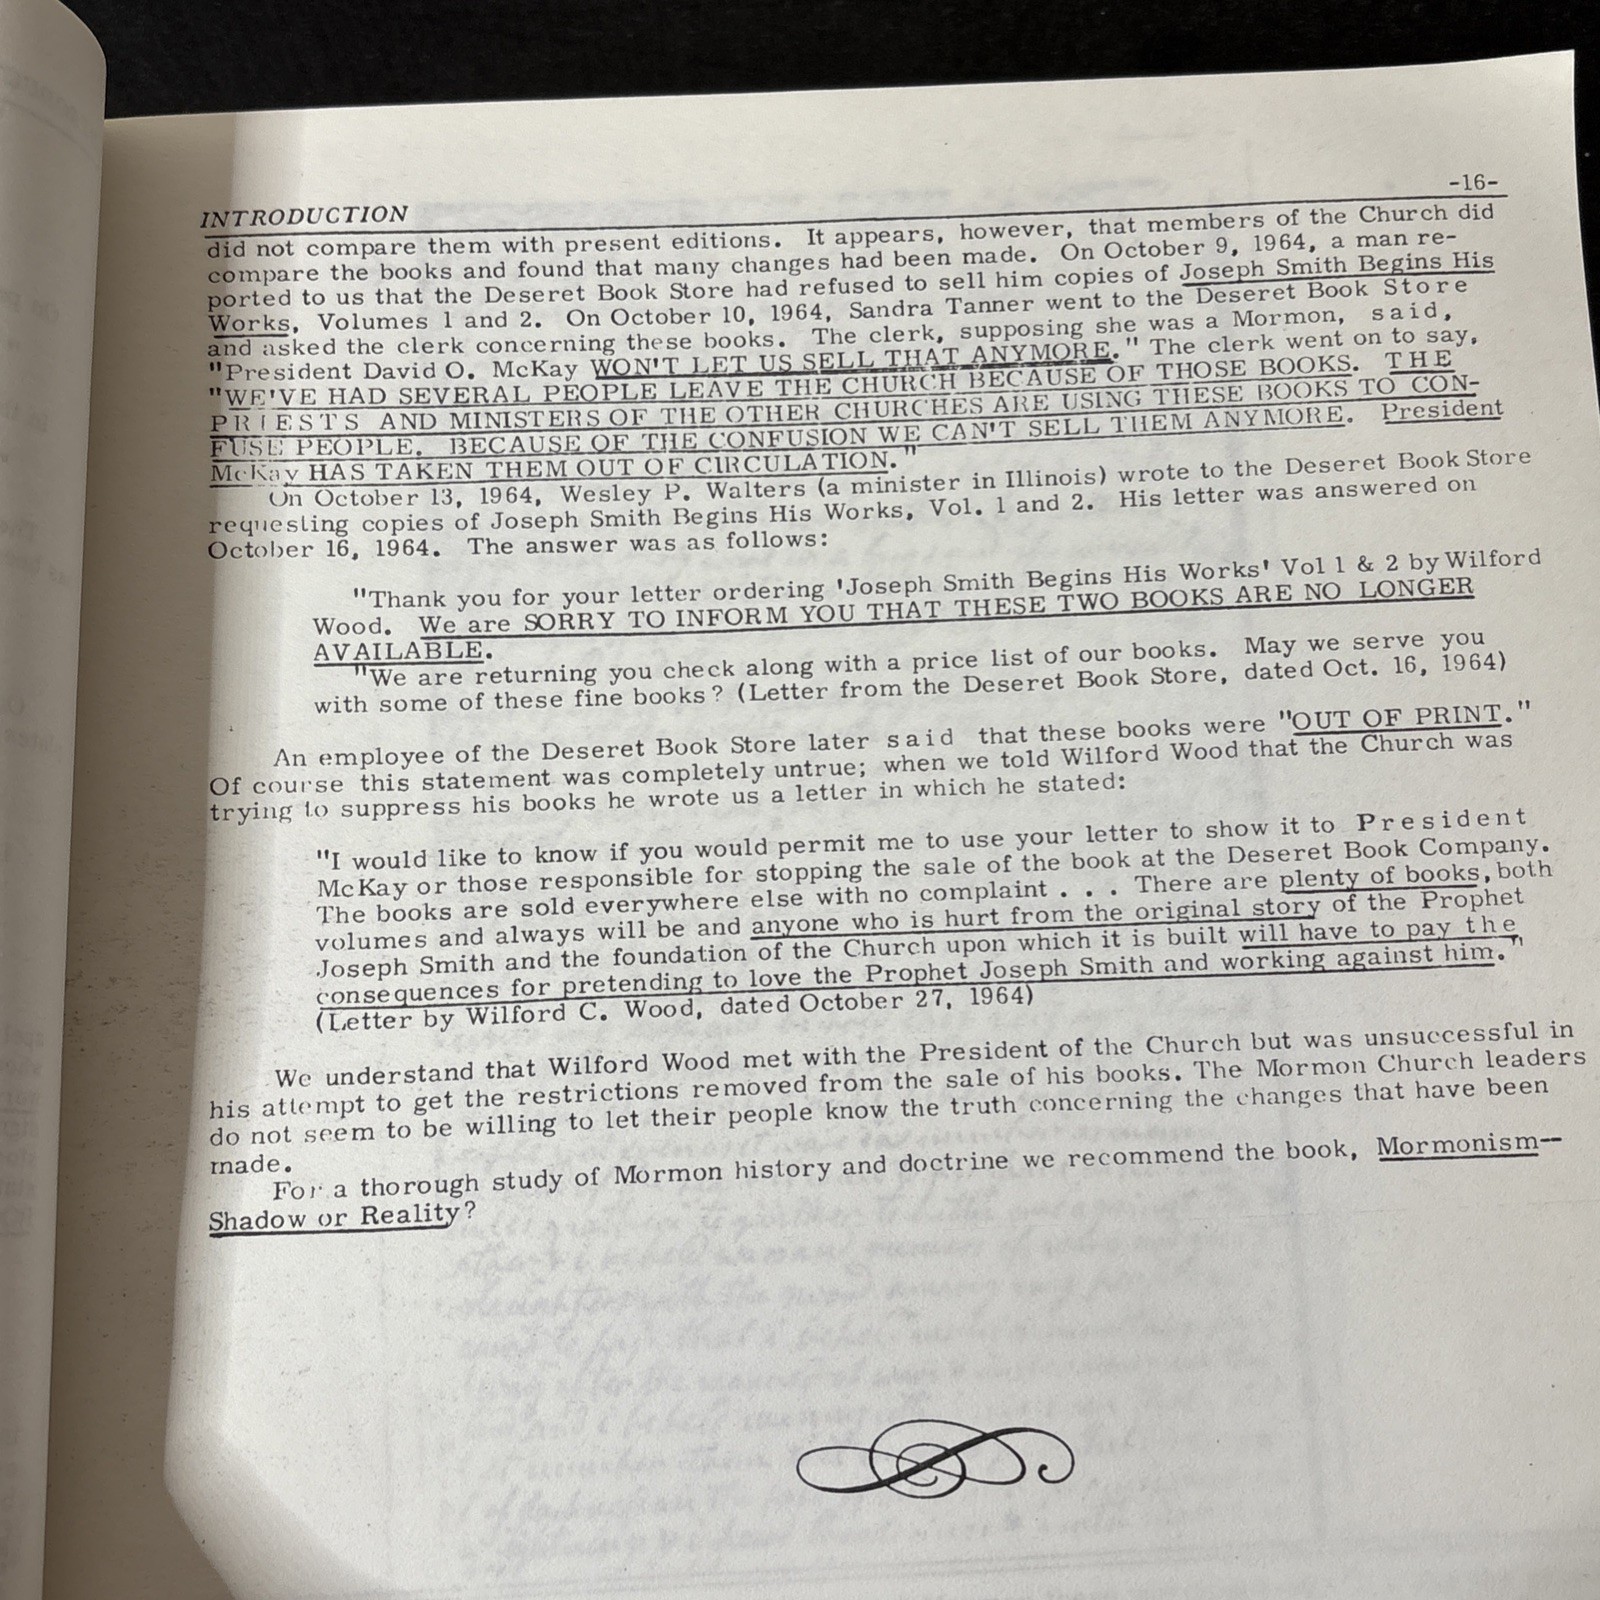 -16-
INTRODUCTION
did not compare them with present editions. It appears, however, that members of the Church did
compare the books and found that many changes had been made. On October 9, 1964, a man re-
ported to us that the Deseret Book Store had refused to sell him copies of Joseph Smith Begins His
Works, Volumes 1 and 2. On October 10, 1964, Sandra Tanner went to the Deseret Book Store
and asked the clerk concerning these books. The clerk, supposing she was a Mormon, said,
"President David O. McKay WON'T LET US SELL THAT ANYMORE." The clerk went on to say,
"WE'VE HAD SEVERAL PEOPLE LEAVE THE CHURCH BECAUSE OF THOSE BOOKS. THE
PRIESTS AND MINISTERS OF THE OTHER CHURCHES ARE USING THESE BOOKS TO CON-
FUSE PEOPLE. BECAUSE OF THE CONFUSION WE CAN'T SELL THEM ANYMORE. President
McKay HAS TAKEN THEM OUT OF CIRCULATION."
On October 13, 1964, Wesley P. Walters (a minister in Illinois) wrote to the Deseret Book Store
requesting copies of Joseph Smith Begins His Works, Vol. 1 and 2. His letter was answered on
October 16, 1964. The answer was as follows:
"Thank you for your letter ordering 'Joseph Smith Begins His Works' Vol 1 & 2 by Wilford
Wood. We are SORRY TO INFORM YOU THAT THESE TWO BOOKS ARE NO LONGER
AVAILABLE.
"We are returning you check along with a price list of our books. May we serve you
with some of these fine books? (Letter from the Deseret Book Store, dated Oct. 16, 1964)
An employee of the Deseret Book Store later said that these books were "OUT OF PRINT."
Of course this statement was completely untrue; when we told Wilford Wood that the Church was
trying to suppress his books he wrote us a letter in which he stated:
"I would like to know if you would permit me to use your letter to show it to President
McKay or those responsible for stopping the sale of the book at the Deseret Book Company.
The books are sold everywhere else with no complaint . . . There are plenty of books, both
volumes and always will be and anyone who is hurt from the original story of the Prophet
Joseph Smith and the foundation of the Church upon which it is built will have to pay the
consequences for pretending to love the Prophet Joseph Smith and working against him."
(Letter by Wilford C. Wood, dated October 27, 1964)
We understand that Wilford Wood met with the President of the Church but was unsuccessful in
his attempt to get the restrictions removed from the sale of his books. The Mormon Church leaders
do not seem to be willing to let their people know the truth concerning the changes that have been
made.
For a thorough study of Mormon history and doctrine we recommend the book, Mormonism--
Shadow or Reality?